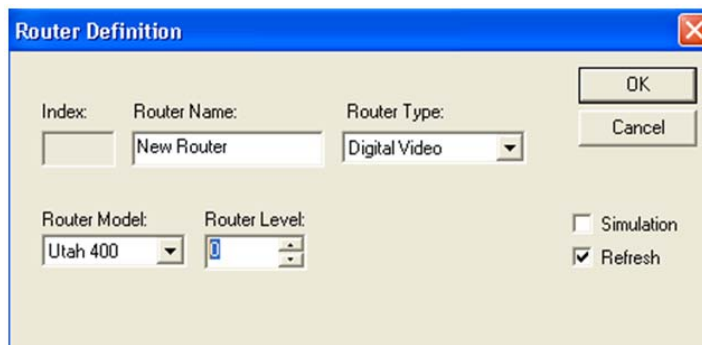 Router Definition
OK
Cancel
Index: Router Name: Router Type:
New Router Digital Video
Router Model: Router Level:
Utah 400 0
Simulation
Refresh